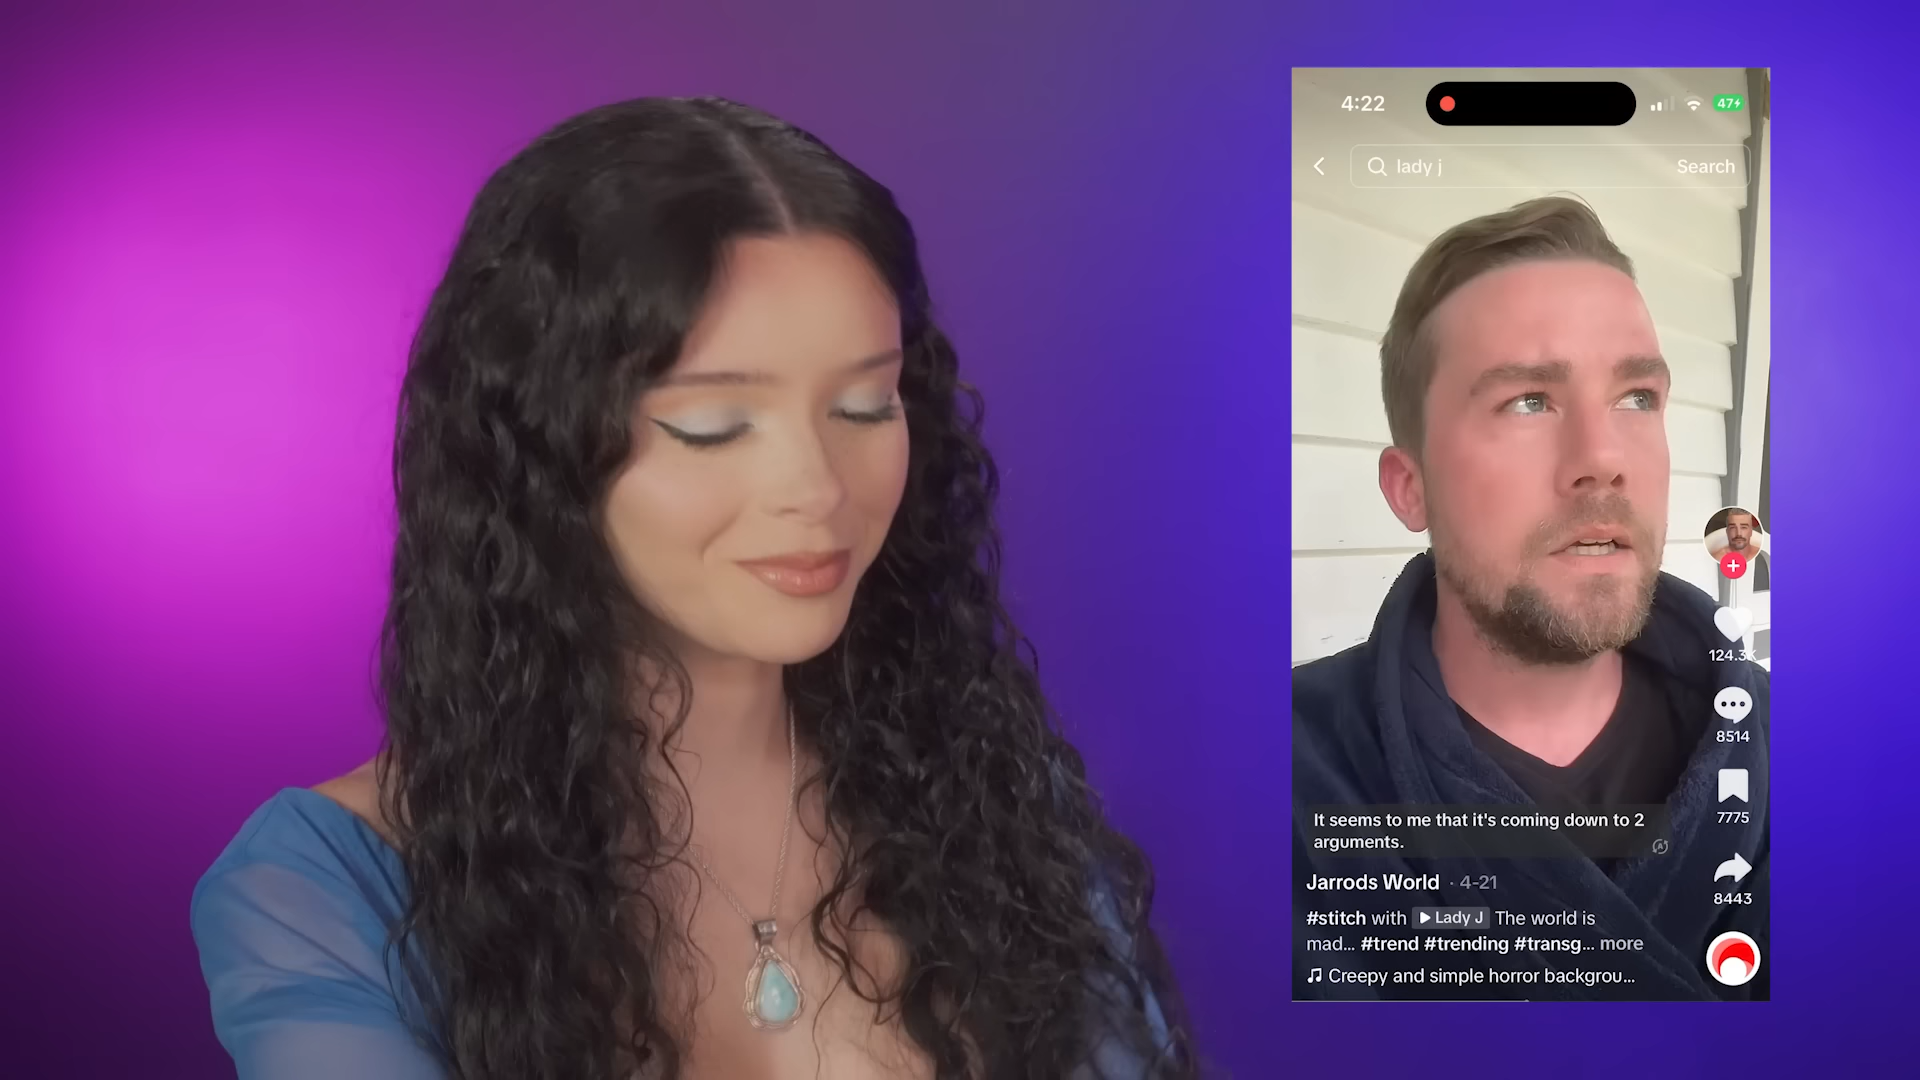 4:22
47
lady j
Search
124.3K
8514
7775
8443
It seems to me that it's coming down to 2
arguments.
Jarrods World · 4-21
#stitch with Lady J The world is
mad... #trend #trending #transg... more
Creepy and simple horror backgrou...